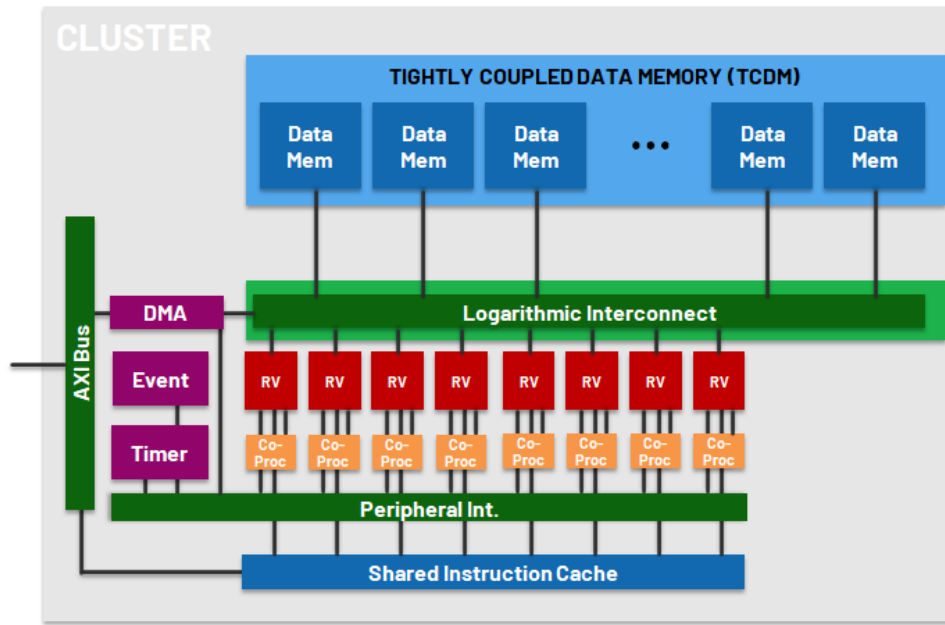 CLUSTER
TIGHTLY COUPLED DATA MEMORY (TCDM)
Data
Mem
Data
Mem
Data
Mem
•••
Data
Mem
Data
Mem
AXI Bus
DMA
Logarithmic Interconnect
Event
RV
RV
RV
RV
RV
RV
RV
RV
Timer
Co-
Proc
Co-
Proc
Co-
Proc
Co-
Proc
Co-
Proc
Co-
Proc
Co-
Proc
Co-
Proc
Peripheral Int.
Shared Instruction Cache